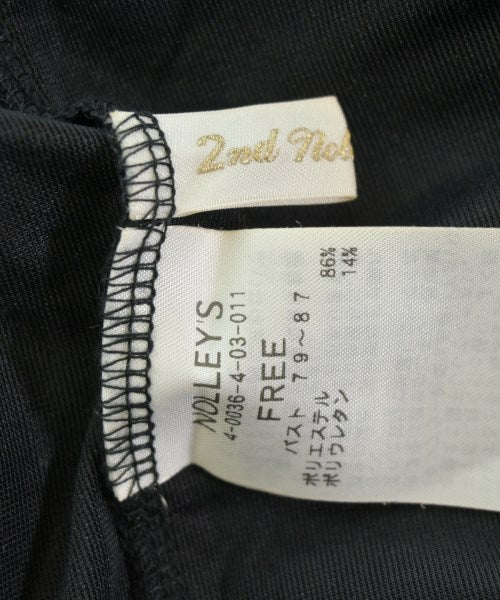 2nd
NOLLEY'S
4-0036-4-03-011
FREE
バスト 79～87
ポリエステル 86%
ポリウレタン 14%